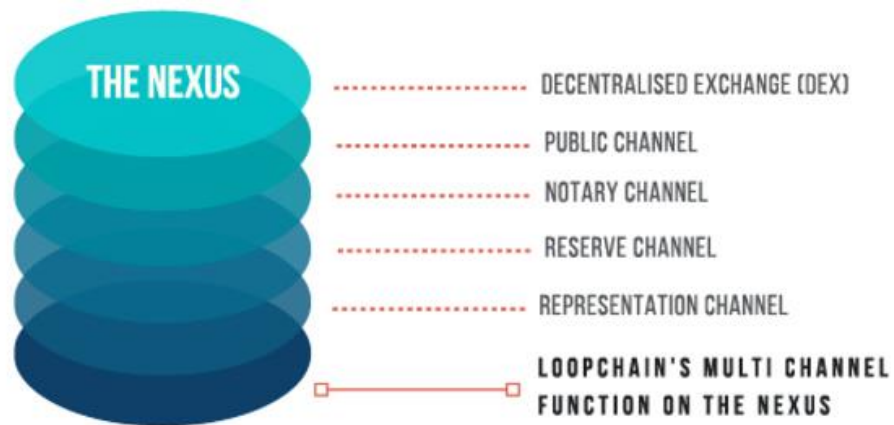 THE NEXUS
DECENTRALISED EXCHANGE (DEX)
PUBLIC CHANNEL
NOTARY CHANNEL
RESERVE CHANNEL
REPRESENTATION CHANNEL
LOOPCHAIN'S MULTI CHANNEL
FUNCTION ON THE NEXUS